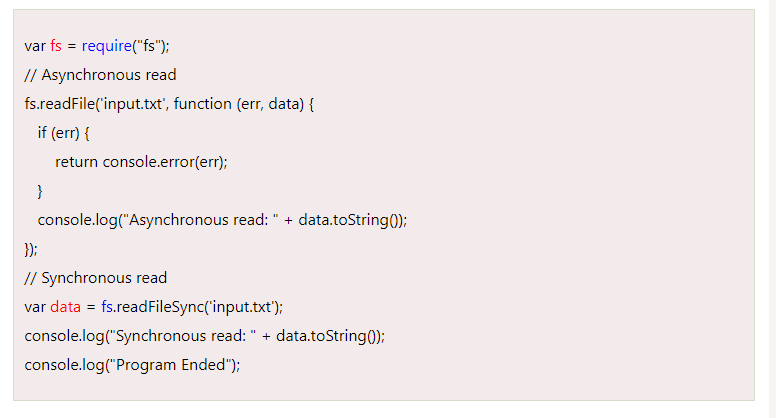 var fs = require("fs");
// Asynchronous read
fs.readFile('input.txt', function (err, data) {
if (err) {
return console.error(err);
}
console.log("Asynchronous read: " + data.toString());
});
// Synchronous read
var data = fs.readFileSync('input.txt');
console.log("Synchronous read: " + data.toString());
console.log("Program Ended");